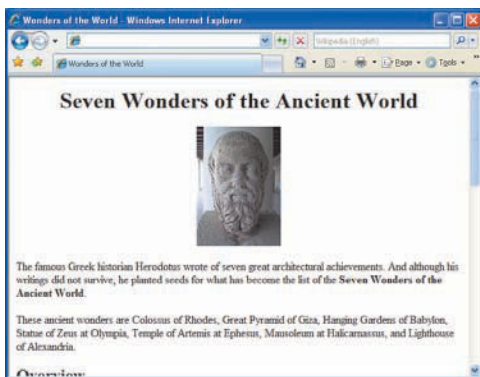 Wonders of the World - Windows Internet Explorer
Wikipedia (English)
Wonders of the World
Page
Tools
Seven Wonders of the Ancient World
The famous Greek historian Herodotus wrote of seven great architectural achievements. And although his
writings did not survive, he planted seeds for what has become the list of the Seven Wonders of the
Ancient World.
These ancient wonders are Colossus of Rhodes, Great Pyramid of Giza, Hanging Gardens of Babylon,
Statue of Zeus at Olympia, Temple of Artemis at Ephesus, Mausoleum at Halicarnassus, and Lighthouse
of Alexandria.
Overview